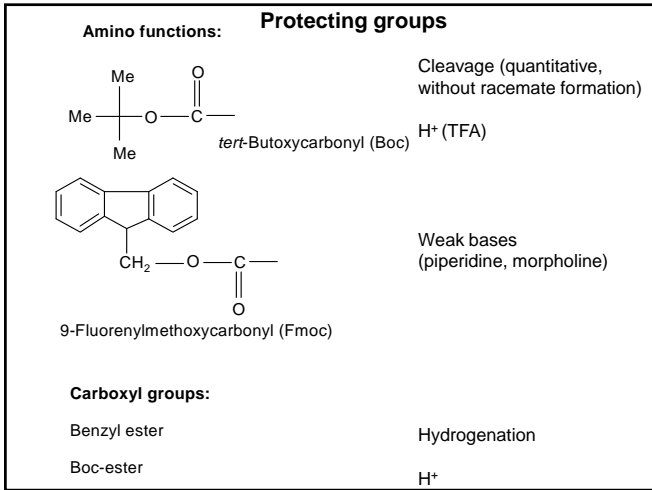 Protecting groups
Amino functions:
Cleavage (quantitative,
without racemate formation)
Me
O
Me
O
C
Me
tert-Butoxycarbonyl (Boc)
H⁺ (TFA)
CH₂
O
C
O
Weak bases
(piperidine, morpholine)
9-Fluorenylmethoxycarbonyl (Fmoc)
Carboxyl groups:
Benzyl ester
Hydrogenation
Boc-ester
H⁺